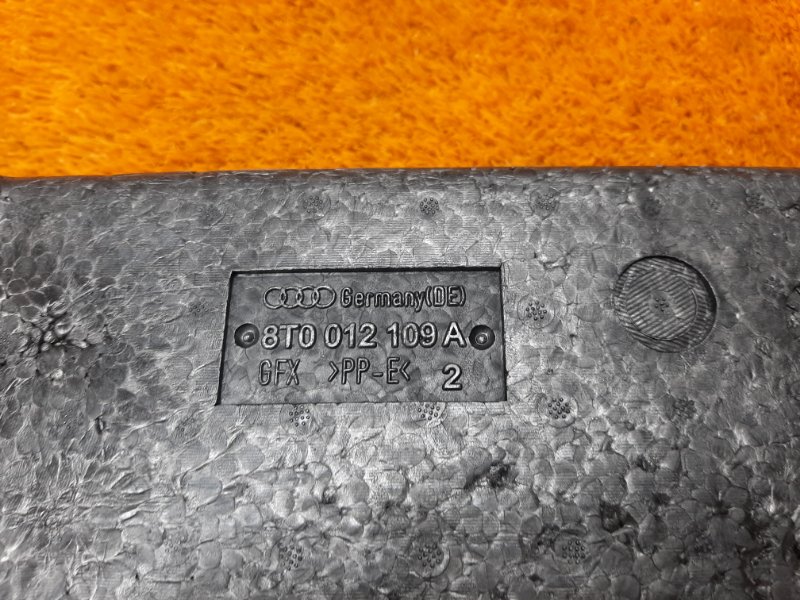 Germany(DE)
8T0 012 109 A
GFX >PP-E< 2